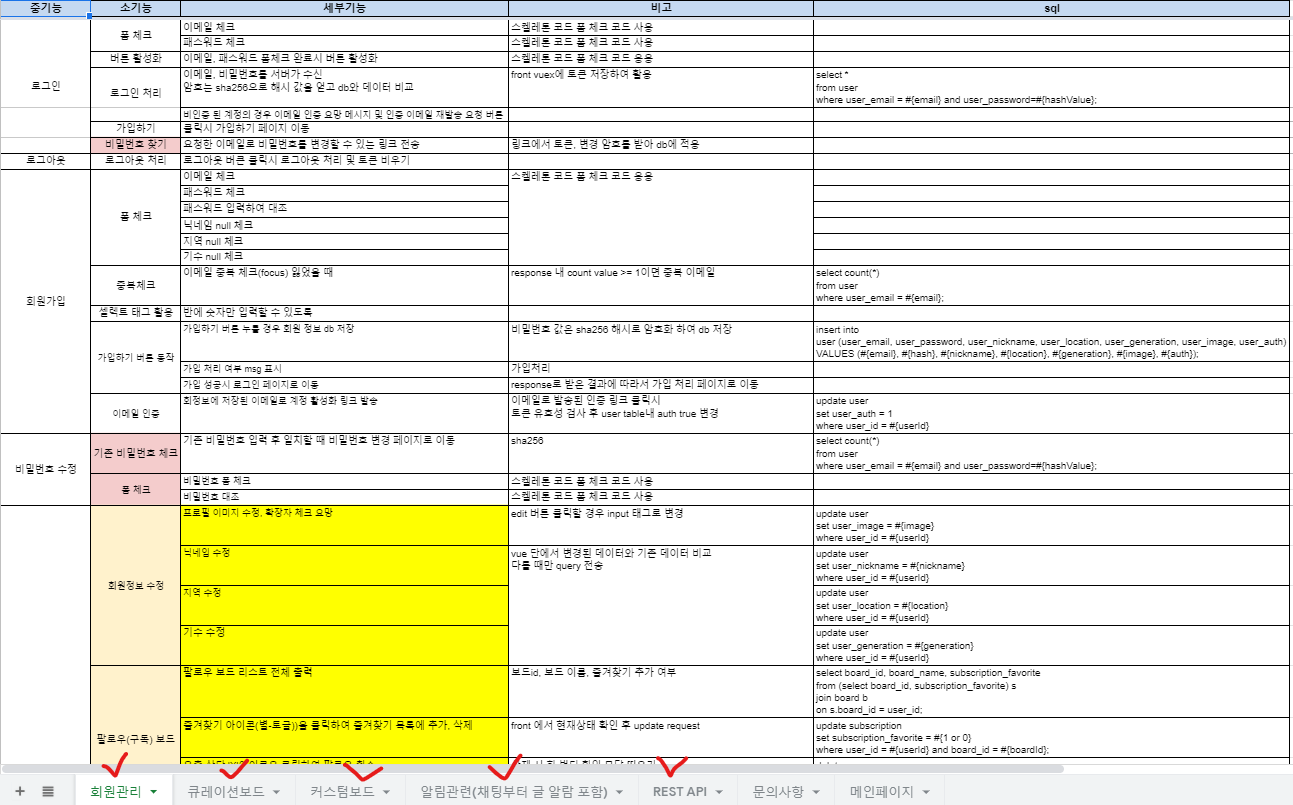 중기능 소기능 세부기능 비고 sql
로그인
폼 체크
이메일 체크
스켈레톤 코드 폼 체크 코드 사용
패스워드 체크
스켈레톤 코드 폼 체크 코드 사용
버튼 활성화
이메일, 패스워드 폼체크 완료시 버튼 활성화
스켈레톤 코드 폼 체크 코드 응용
로그인 처리
이메일, 비밀번호를 서버가 수신
암호는 sha256으로 해시 값을 얻고 db와 데이터 비교
front vuex에 토큰 저장하여 활용
select *
from user
where user_email = #{email} and user_password=#{hashValue};
비인증 된 계정의 경우 이메일 인증 요망 메시지 및 인증 이메일 재발송 요청 버튼
가입하기
클릭시 가입하기 페이지 이동
비밀번호 찾기
요청한 이메일로 비밀번호를 변경할 수 있는 링크 전송
링크에서 토큰, 변경 암호를 받아 db에 적용
로그아웃
로그아웃 처리
로그아웃 버튼 클릭시 로그아웃 처리 및 토큰 비우기
회원가입
폼 체크
이메일 체크
스켈레톤 코드 폼 체크 코드 응용
패스워드 체크
패스워드 입력하여 대조
닉네임 null 체크
지역 null 체크
기수 null 체크
중복체크
이메일 중복 체크(focus) 잃었을 때
response 내 count value >= 1이면 중복 이메일
select count(*)
from user
where user_email = #{email};
셀렉트 태그 활용
반에 숫자만 입력할 수 있도록
가입하기 버튼 동작
가입하기 버튼 누를 경우 회원 정보 db 저장
비밀번호 값은 sha256 해시로 암호화 하여 db 저장
insert into
user (user_email, user_password, user_nickname, user_location, user_generation, user_image, user_auth)
VALUES (#{email}, #{hash}, #{nickname}, #{location}, #{generation}, #{image}, #{auth});
가입 처리 여부 msg 표시
가입처리
가입 성공시 로그인 페이지로 이동
response로 받은 결과에 따라서 가입 처리 페이지로 이동
이메일 인증
회정보에 저장된 이메일로 계정 활성화 링크 발송
이메일로 발송된 인증 링크 클릭시
토큰 유효성 검사 후 user table내 auth true 변경
update user
set user_auth = 1
where user_id = #{userId}
비밀번호 수정
기존 비밀번호 체크
기존 비밀번호 입력 후 일치할 때 비밀번호 변경 페이지로 이동
sha256
select count(*)
from user
where user_email = #{email} and user_password=#{hashValue};
폼 체크
비밀번호 폼 체크
스켈레톤 코드 폼 체크 코드 사용
비밀번호 대조
스켈레톤 코드 폼 체크 코드 사용
회원정보 수정
프로필 이미지 수정, 확장자 체크 요망
edit 버튼 클릭할 경우 input 태그로 변경
update user
set user_image = #{image}
where user_id = #{userId}
닉네임 수정
vue 단에서 변경된 데이터와 기존 데이터 비교
다를 때만 query 전송
update user
set user_nickname = #{nickname}
where user_id = #{userId}
지역 수정
update user
set user_location = #{location}
where user_id = #{userId}
기수 수정
update user
set user_generation = #{generation}
where user_id = #{userId}
팔로우(구독) 보드
팔로우 보드 리스트 전체 출력
보드id, 보드 이름, 즐겨찾기 추가 여부
select board_id, board_name, subscription_favorite
from (select board_id, subscription_favorite) s
join board b
on s.board_id = user_id;
즐겨찾기 아이콘(별-토글))을 클릭하여 즐겨찾기 목록에 추가, 삭제
front 에서 현재상태 확인 후 update request
update subscription
set subscription_favorite = #{1 or 0}
where user_id = #{userId} and board_id = #{boardId};
회원관리 큐레이션보드 커스텀보드 알림관련(채팅부터 글 알람 포함) REST API 문의사항 메인페이지